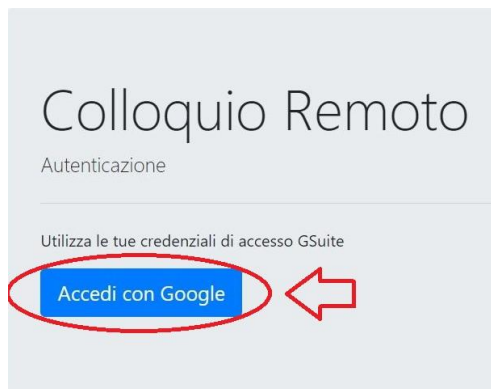 Colloquio Remoto
Autenticazione
Utilizza le tue credenziali di accesso GSuite
Accedi con Google